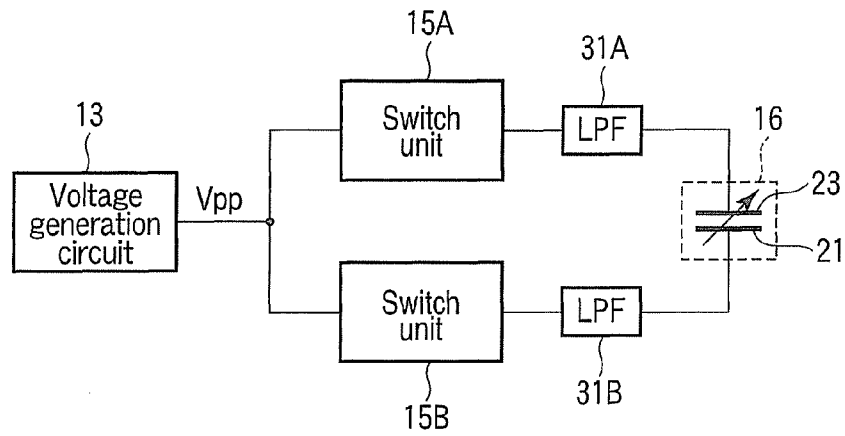 15A
31A
13
Switch
unit
LPF
16
Voltage
generation
circuit
Vpp
23
21
Switch
unit
LPF
15B
31B